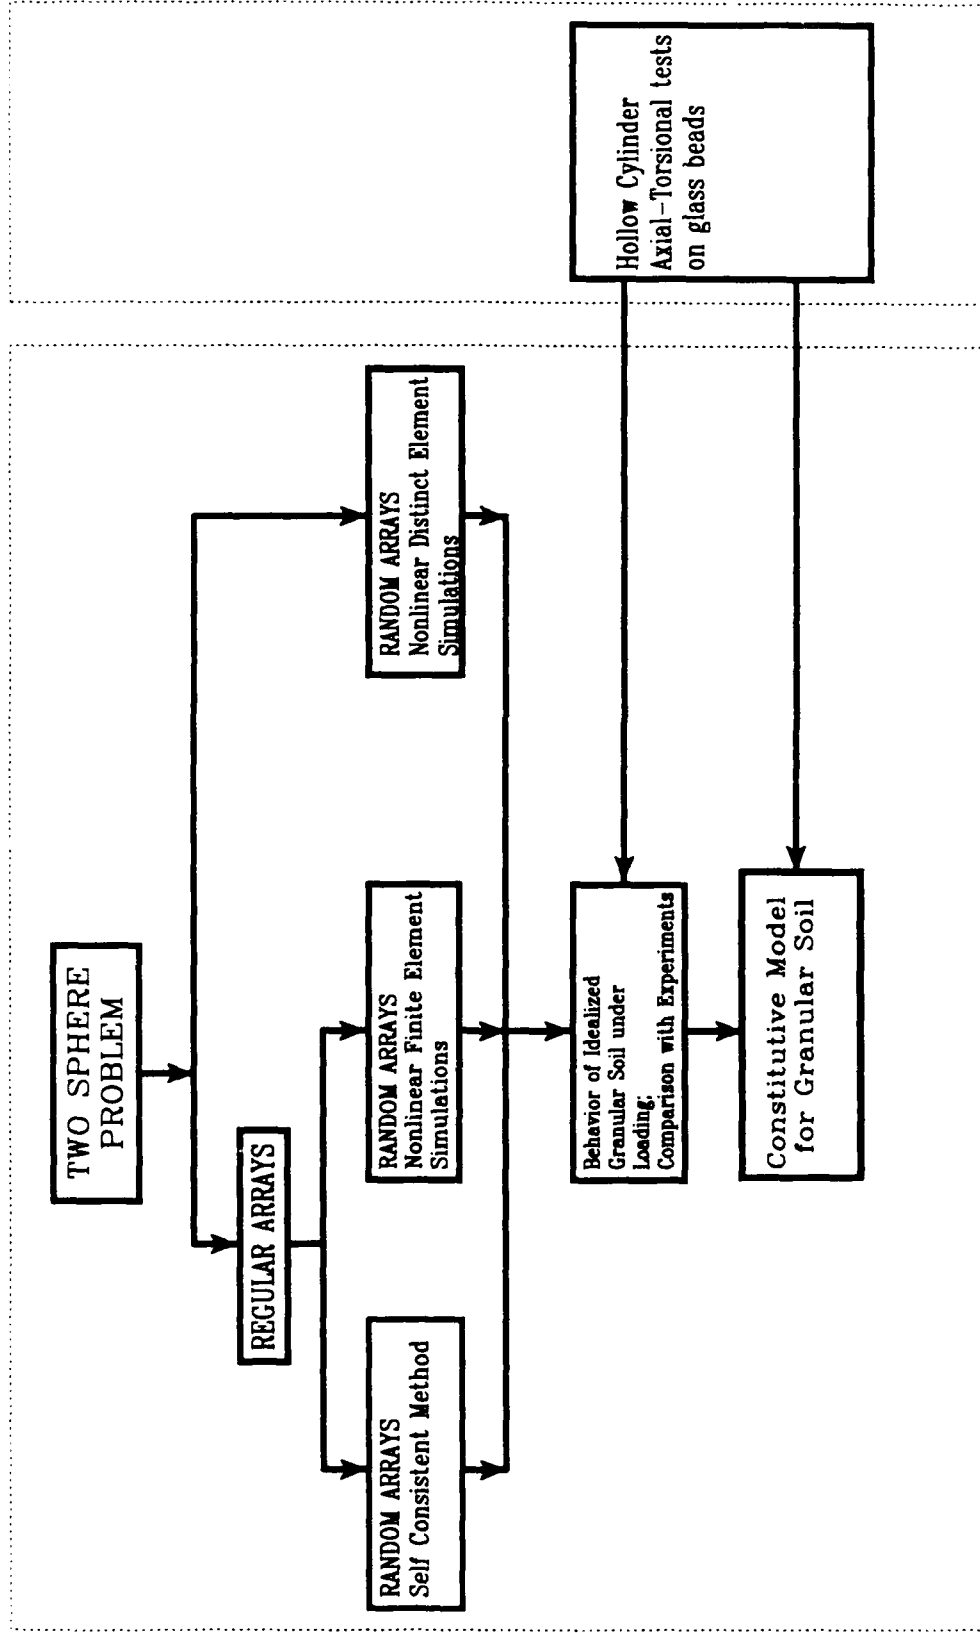 TWO SPHERE
PROBLEM
REGULAR ARRAYS
RANDOM ARRAYS
Self Consistent Method
RANDOM ARRAYS
Nonlinear Finite Element
Simulations
RANDOM ARRAYS
Nonlinear Distinct Element
Simulations
Behavior of Idealized
Granular Soil under
Loading;
Comparison with Experiments
Constitutive Model
for Granular Soil
Hollow Cylinder
Axial-Torsional tests
on glass beads